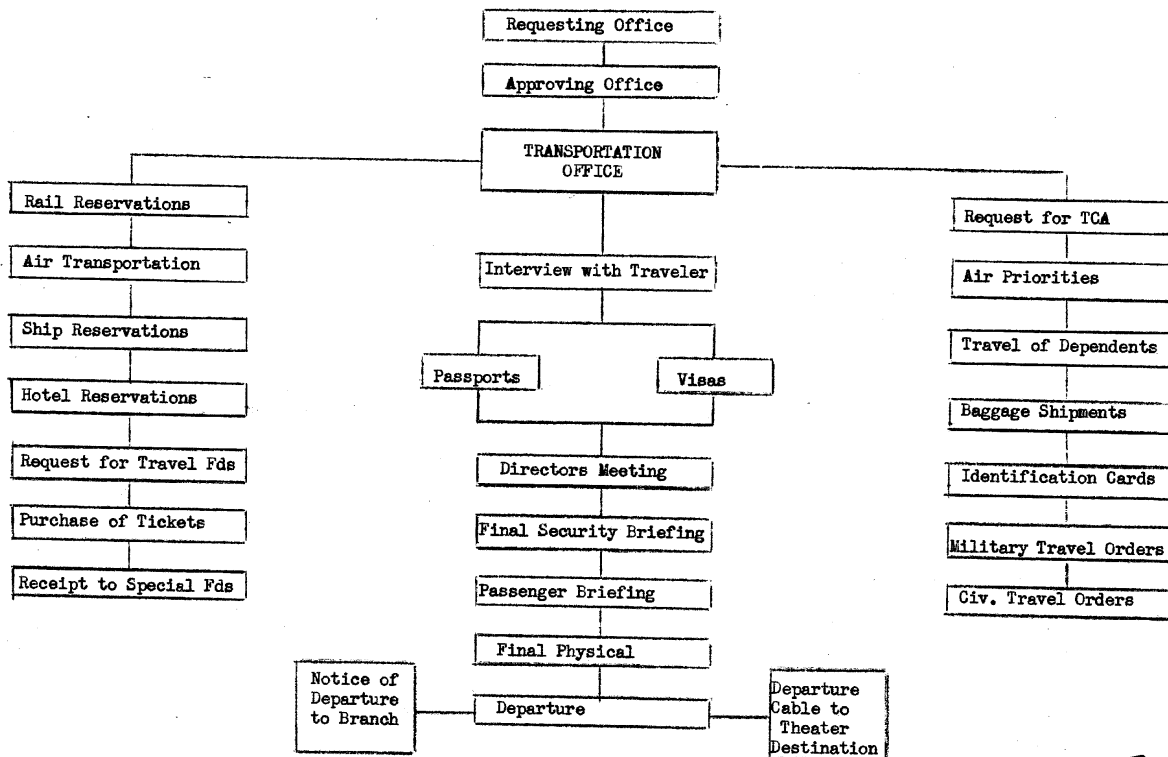 Requesting Office
Approving Office
TRANSPORTATION
OFFICE
Rail Reservations
Air Transportation
Ship Reservations
Hotel Reservations
Request for Travel Fds
Purchase of Tickets
Receipt to Special Fds
Interview with Traveler
Passports
Visas
Directors Meeting
Final Security Briefing
Passenger Briefing
Final Physical
Departure
Notice of
Departure
to Branch
Departure
Cable to
Theater
Destination
Request for TCA
Air Priorities
Travel of Dependents
Baggage Shipments
Identification Cards
Military Travel Orders
Civ. Travel Orders